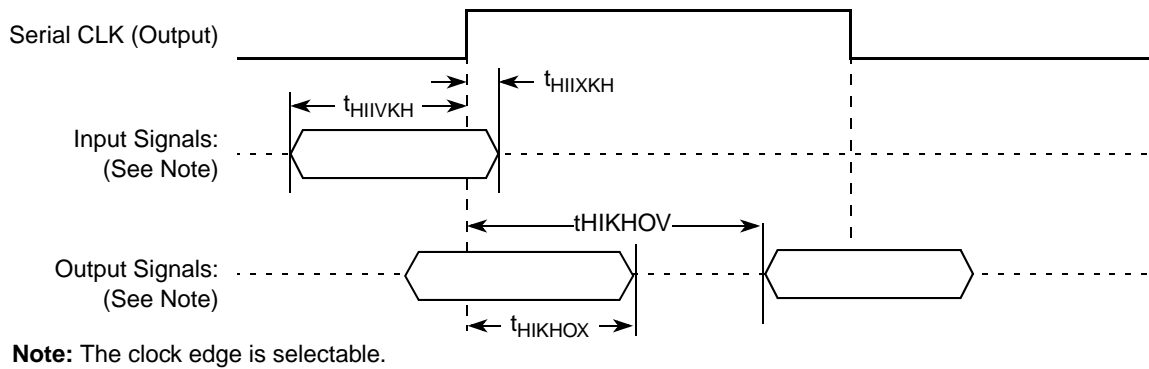 Serial CLK (Output)
tHIIXKH
tHIIVKH
Input Signals:
(See Note)
tHIKHOV
Output Signals:
(See Note)
tHIKHOX
Note: The clock edge is selectable.